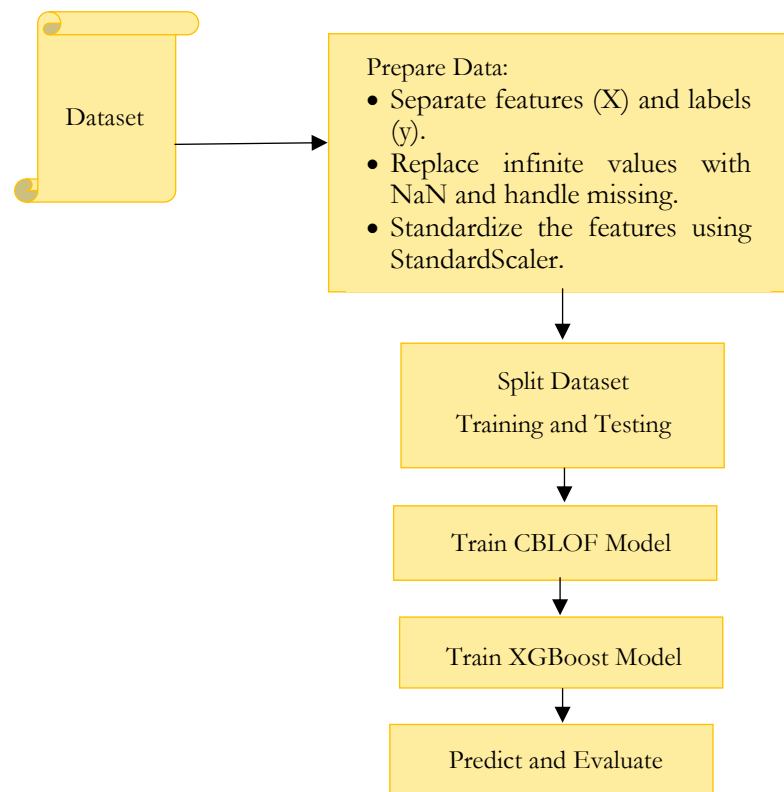 Dataset
Prepare Data:
• Separate features (X) and labels
(y).
• Replace infinite values with
NaN and handle missing.
• Standardize the features using
StandardScaler.
Split Dataset
Training and Testing
Train CBLOF Model
Train XGBoost Model
Predict and Evaluate